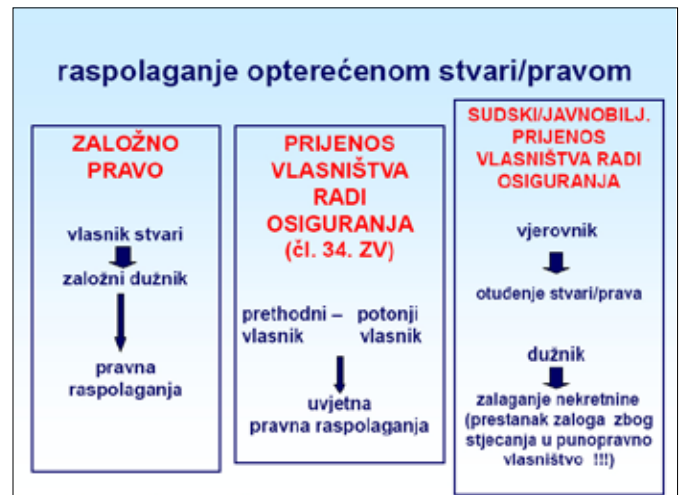 raspolaganje opterećenom stvari/pravom
ZALOŽNO
PRAVO
vlasnik stvari
založni dužnik
pravna
raspolaganja
PRIJENOS
VLASNIŠTVA
RADI
OSIGURANJA
(čl. 34. ZV)
prethodni – potonji
vlasnik vlasnik
uvjetna
pravna raspolaganja
SUDSKI/JAVNOBILJ.
PRIJENOS
VLASNIŠTVA RADI
OSIGURANJA
vjerovnik
otuđenje stvari/prava
dužnik
zalaganje nekretnine
(prestanak zaloga zbog
stjecanja u punopravno
vlasništvo !!!)